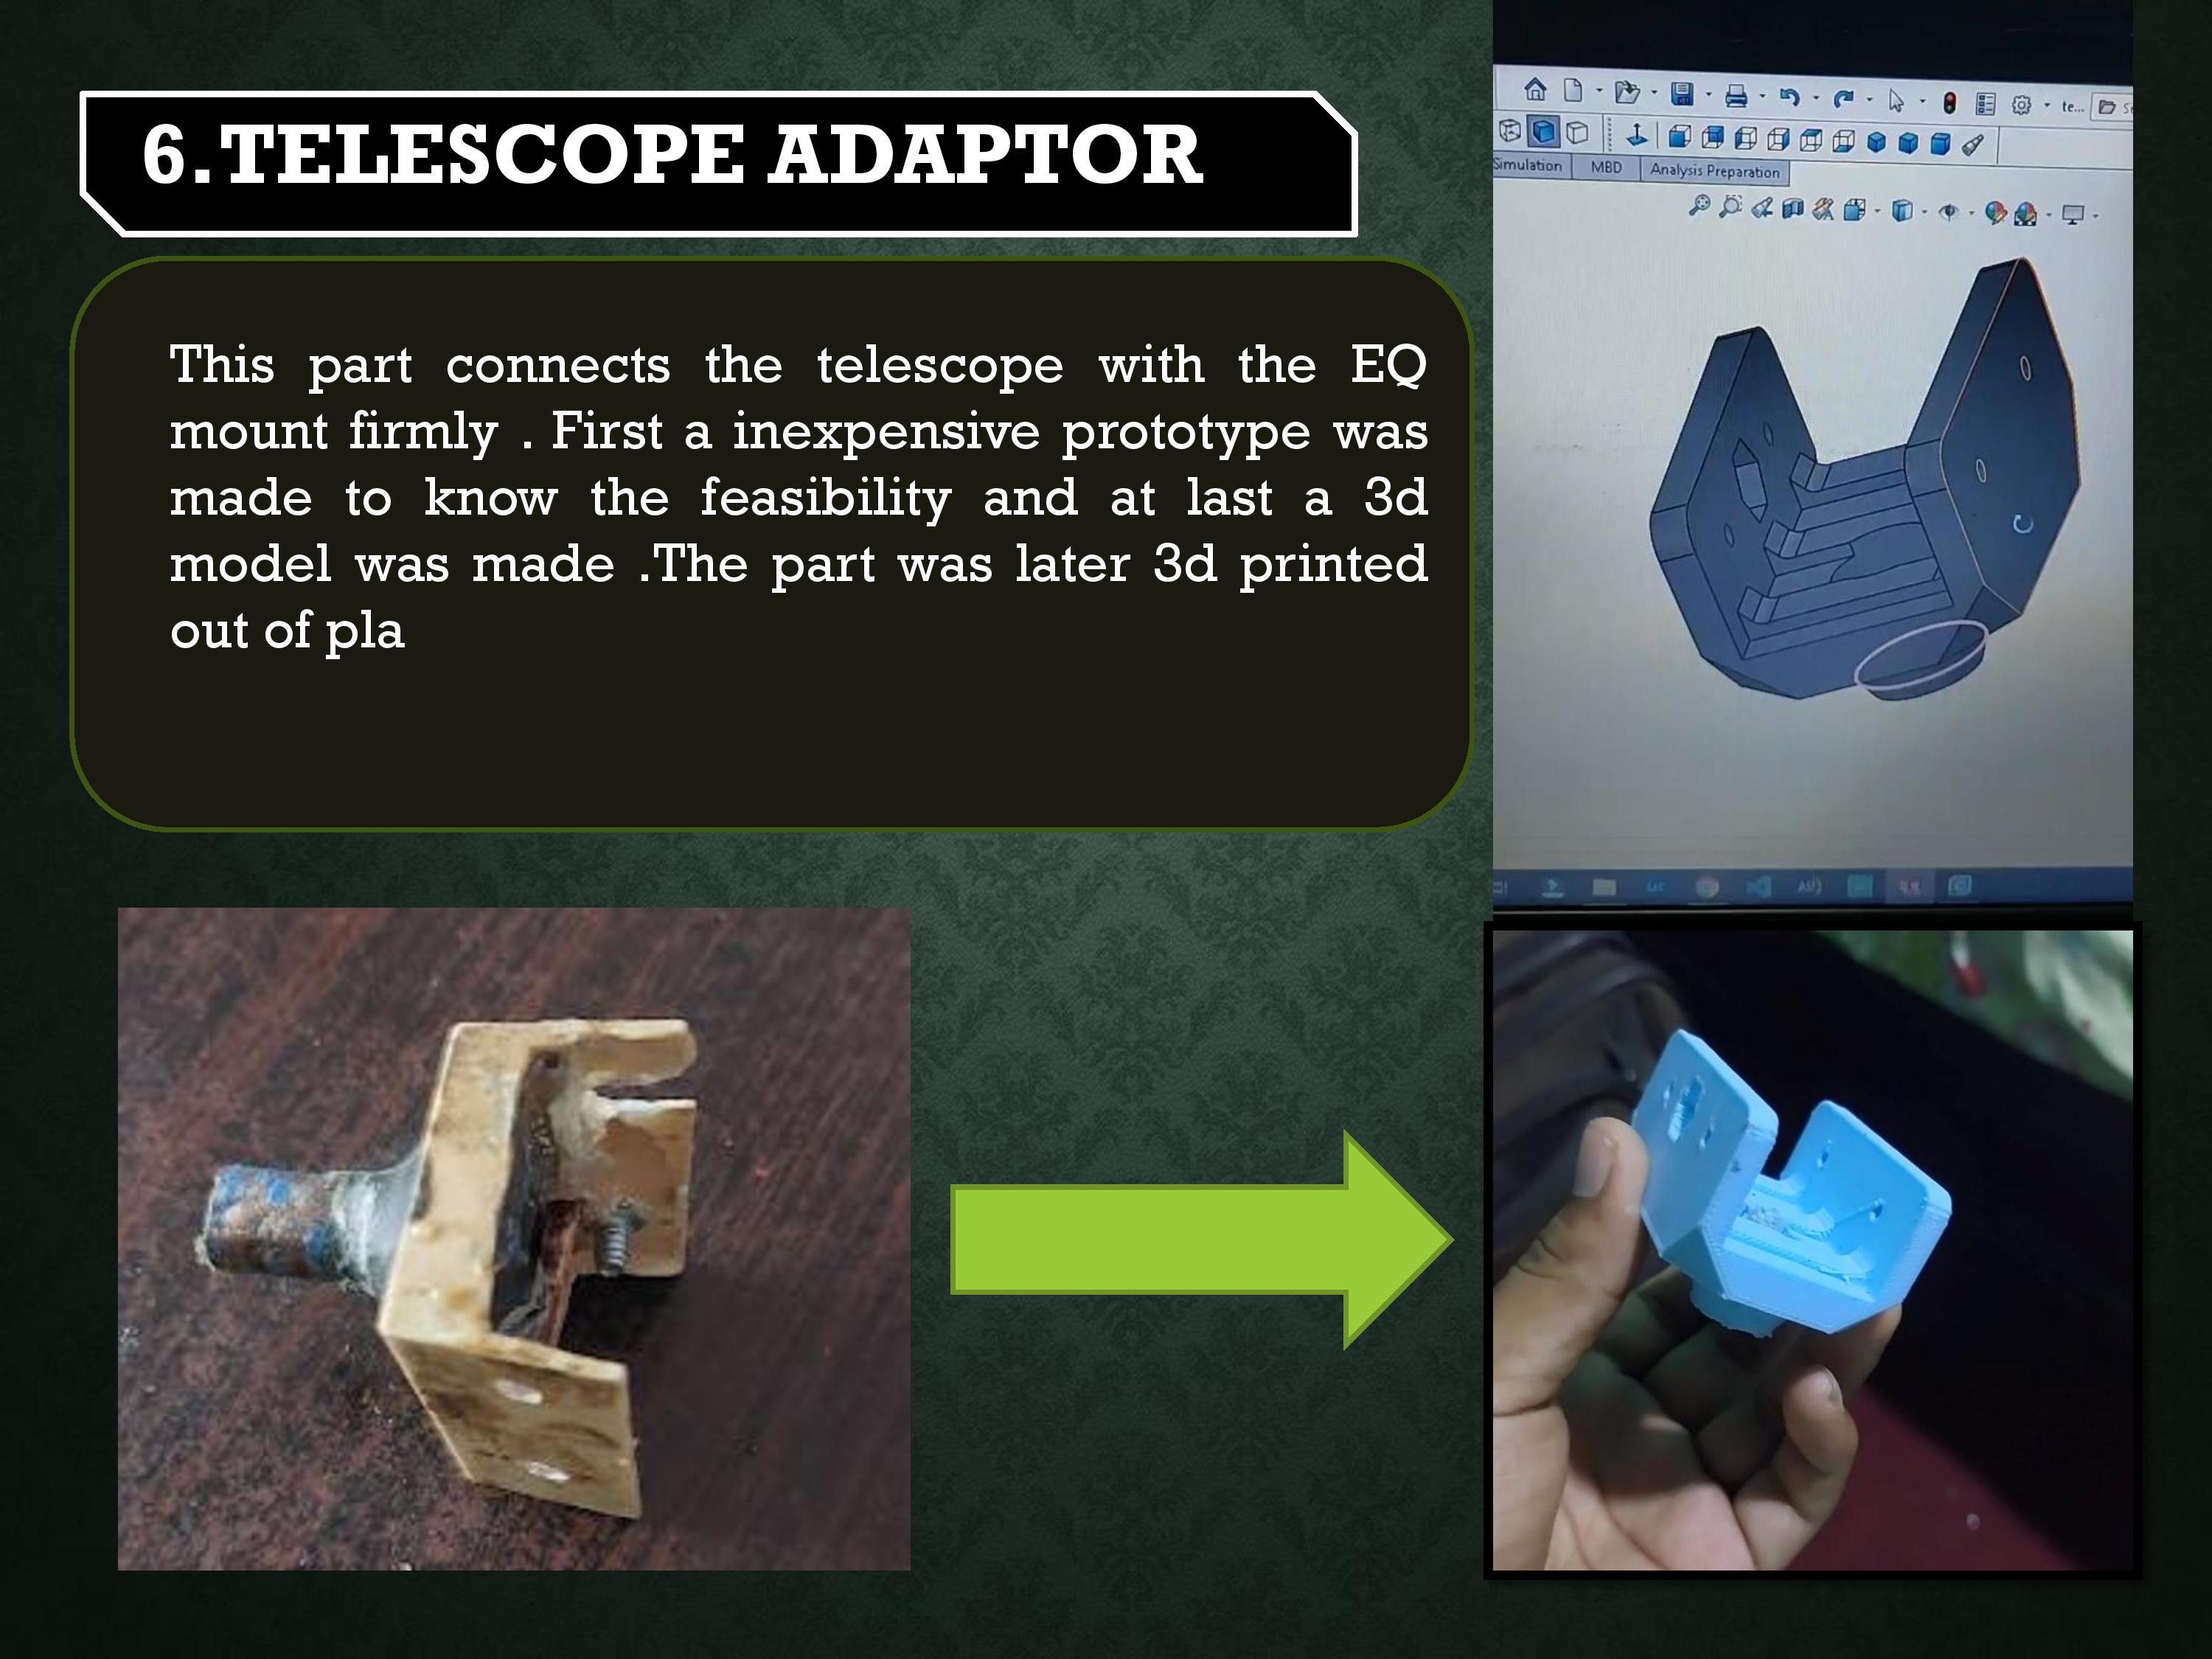 6.TELESCOPE ADAPTOR
This part connects the telescope with the EQ
mount firmly . First a inexpensive prototype was
made to know the feasibility and at last a 3d
model was made .The part was later 3d printed
out of pla
te...
Simulation MBD Analysis Preparation